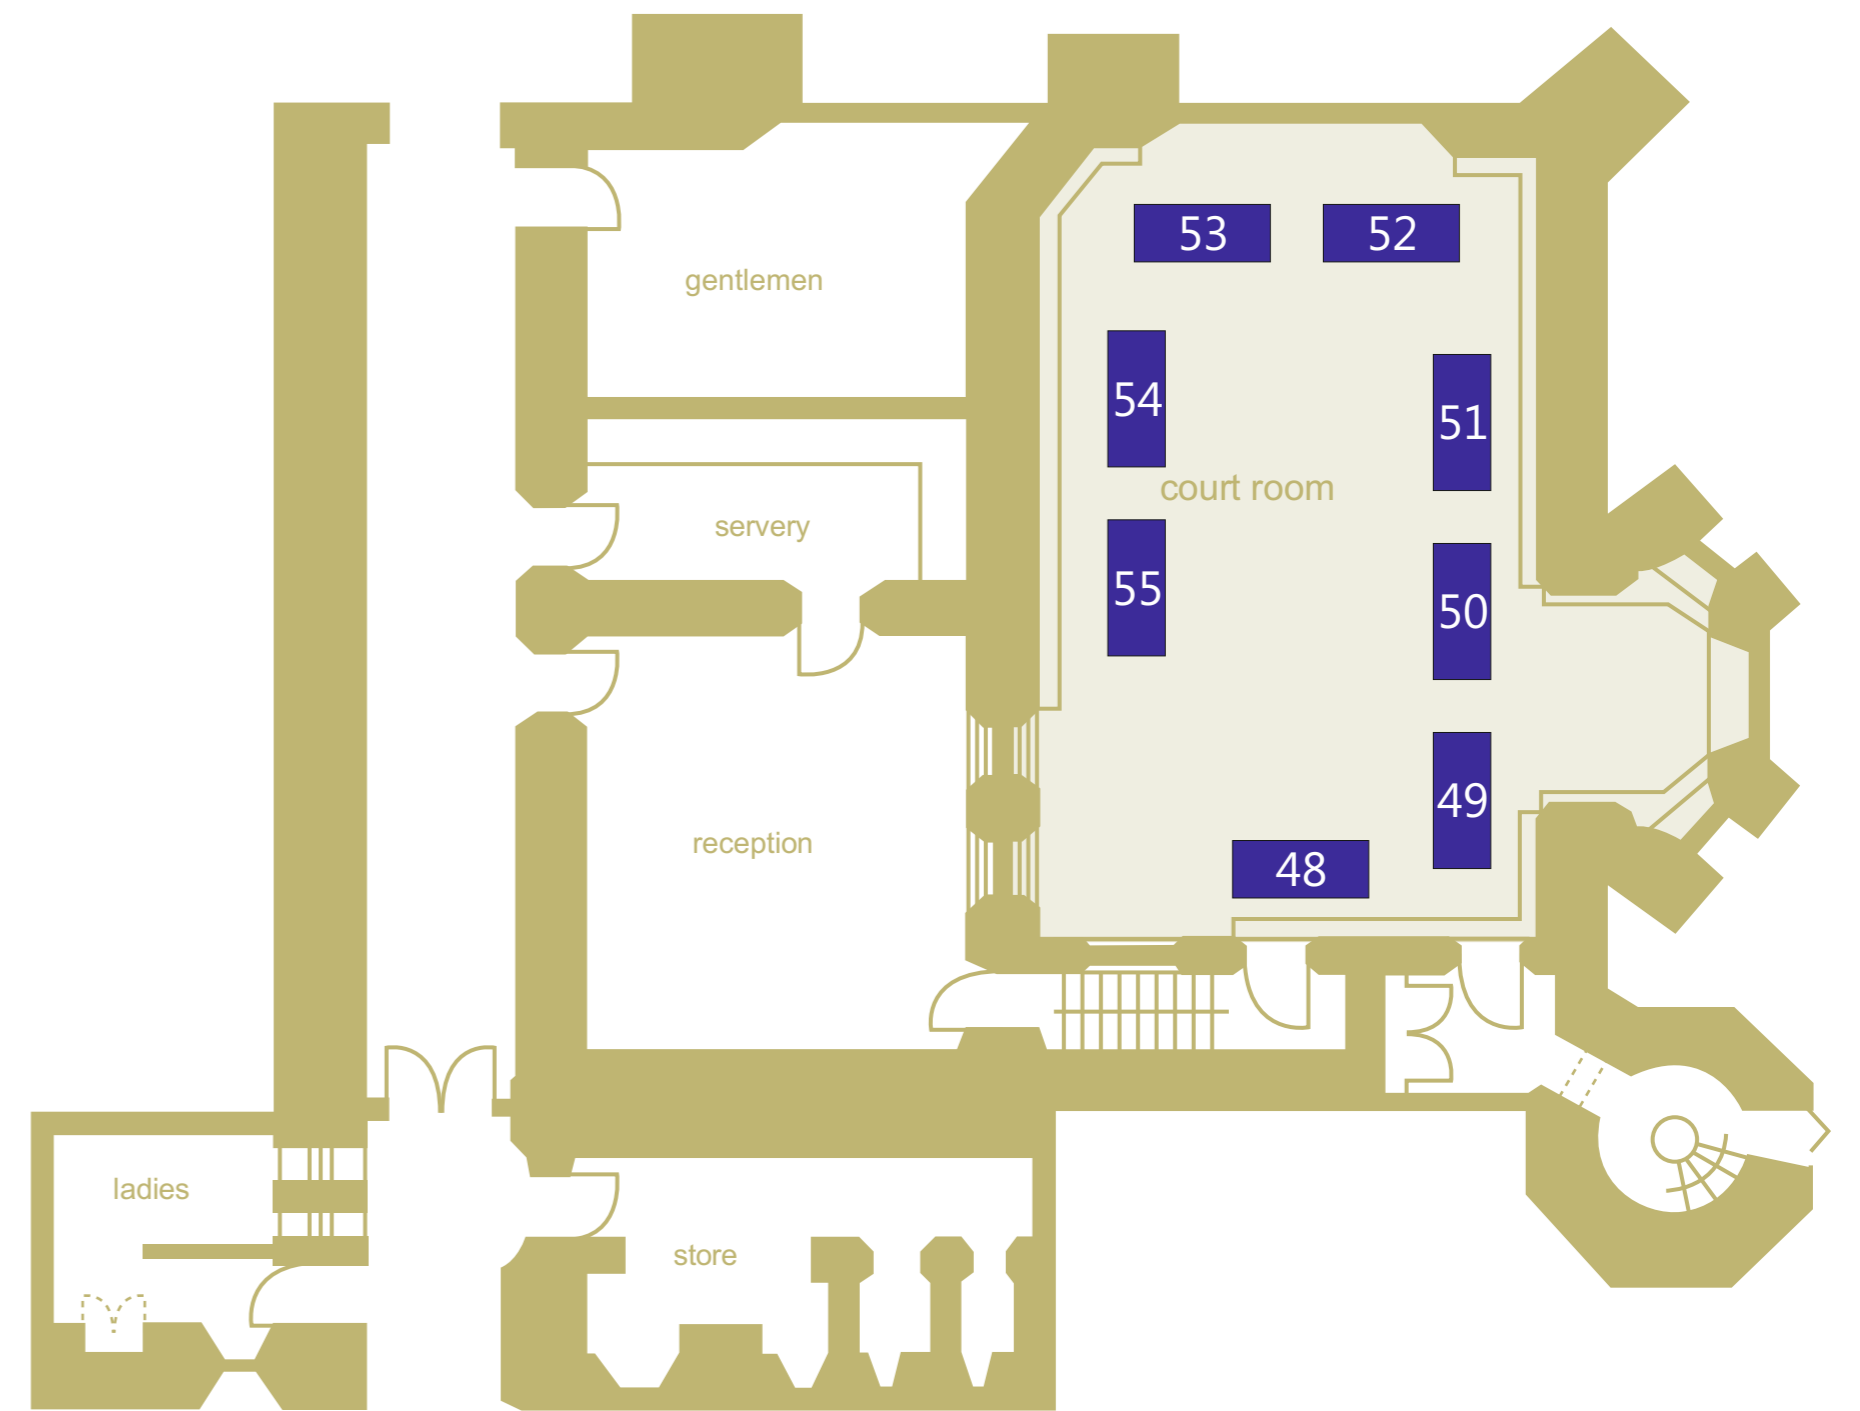 53
52
gentlemen
54
51
court room
servery
55
50
49
reception
48
ladies
store